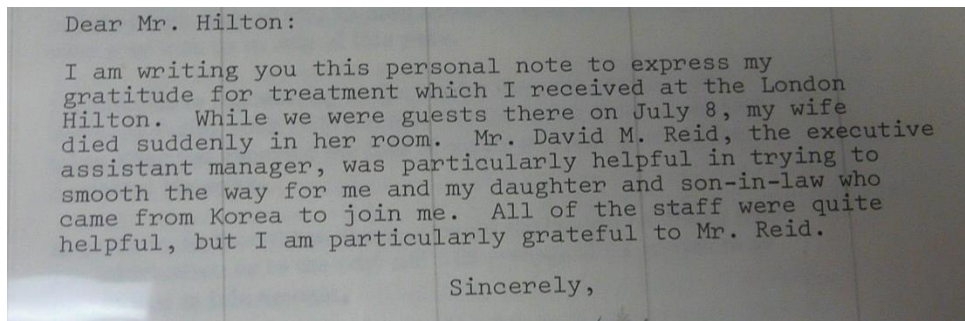 Dear Mr. Hilton:
I am writing you this personal note to express my
gratitude for treatment which I received at the London
Hilton.  While we were guests there on July 8, my wife
died suddenly in her room.  Mr. David M. Reid, the executive
assistant manager, was particularly helpful in trying to
smooth the way for me and my daughter and son-in-law who
came from Korea to join me.  All of the staff were quite
helpful, but I am particularly grateful to Mr. Reid.
Sincerely,